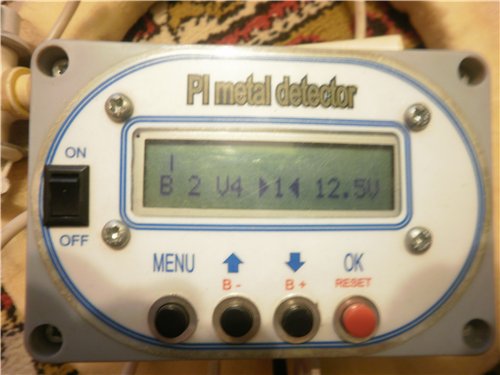 PI metal detector
ON
B 2 V4 1 12.5V
OFF
MENU
OK
B -
B +
RESET